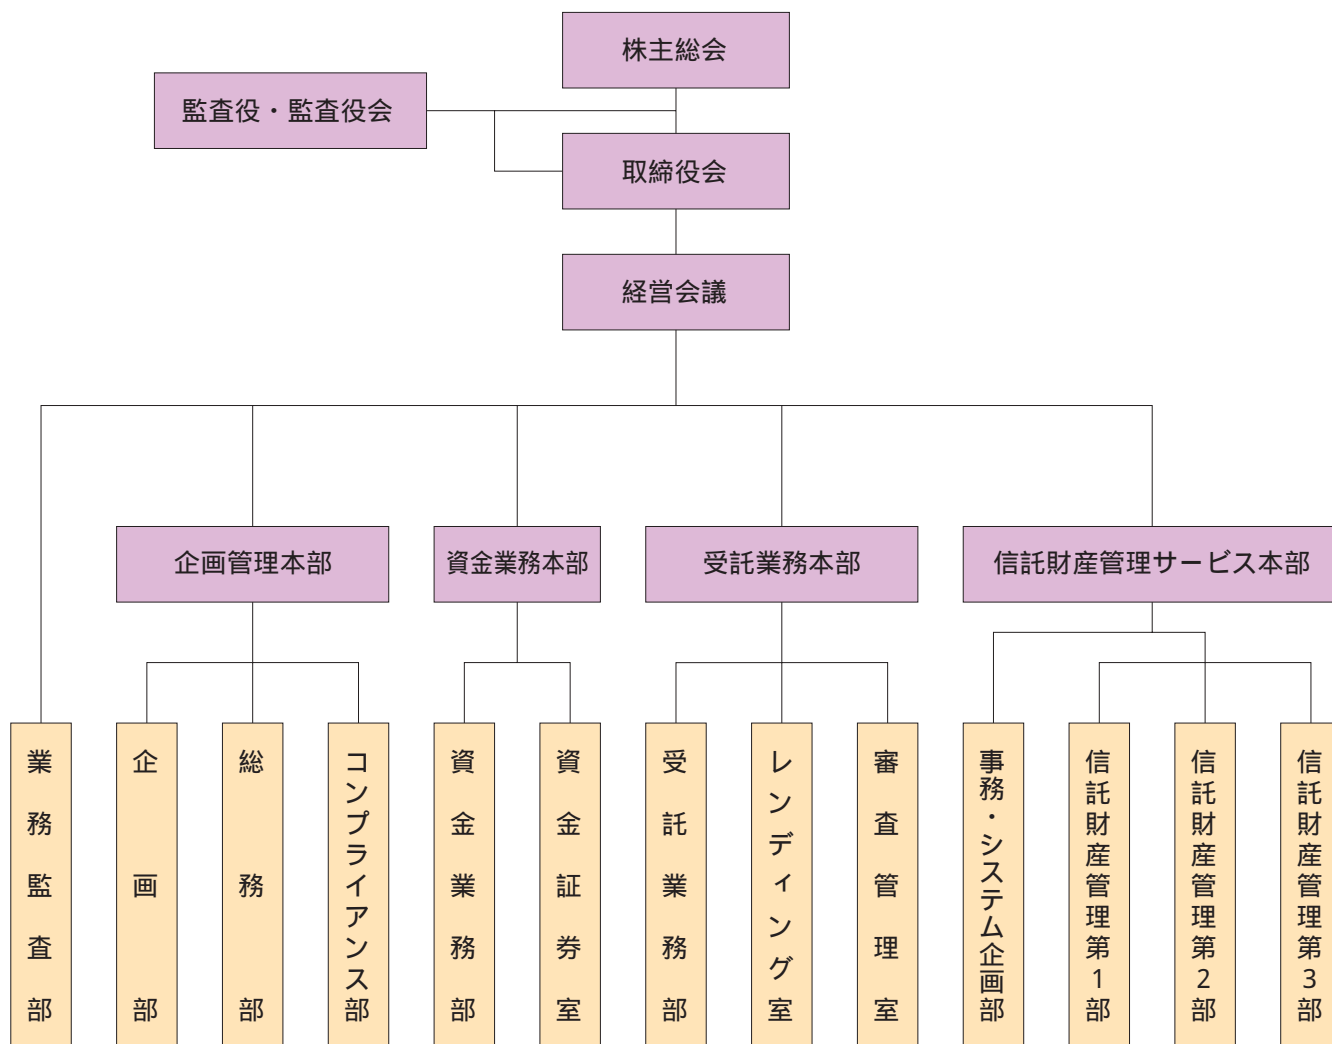 株主総会
監査役・監査役会
取締役会
経営会議
企画管理本部
資金業務本部
受託業務本部
信託財産管理サービス本部
業務監査部
企画部
総務部
コンプライアンス部
資金業務部
資金証券室
受託業務部
レンディング室
審査管理室
事務・システム企画部
信託財産管理第1部
信託財産管理第2部
信託財産管理第3部